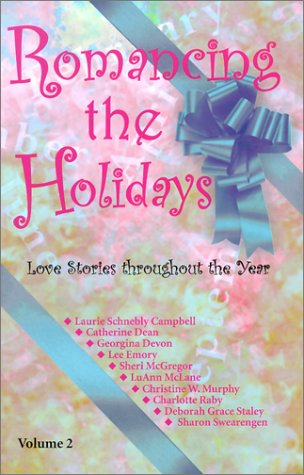 Romancing
the
Holidays
Love Stories throughout the Year
◆ Laurie Schnebly Campbell
◆ Catherine Dean
◆ Georgina Devon
◆ Lee Emory
◆ Sheri McGregor
◆ LuAnn McLane
◆ Christine W. Murphy
◆ Charlotte Raby
◆ Deborah Grace Staley
◆ Sharon Swearengen
Volume 2